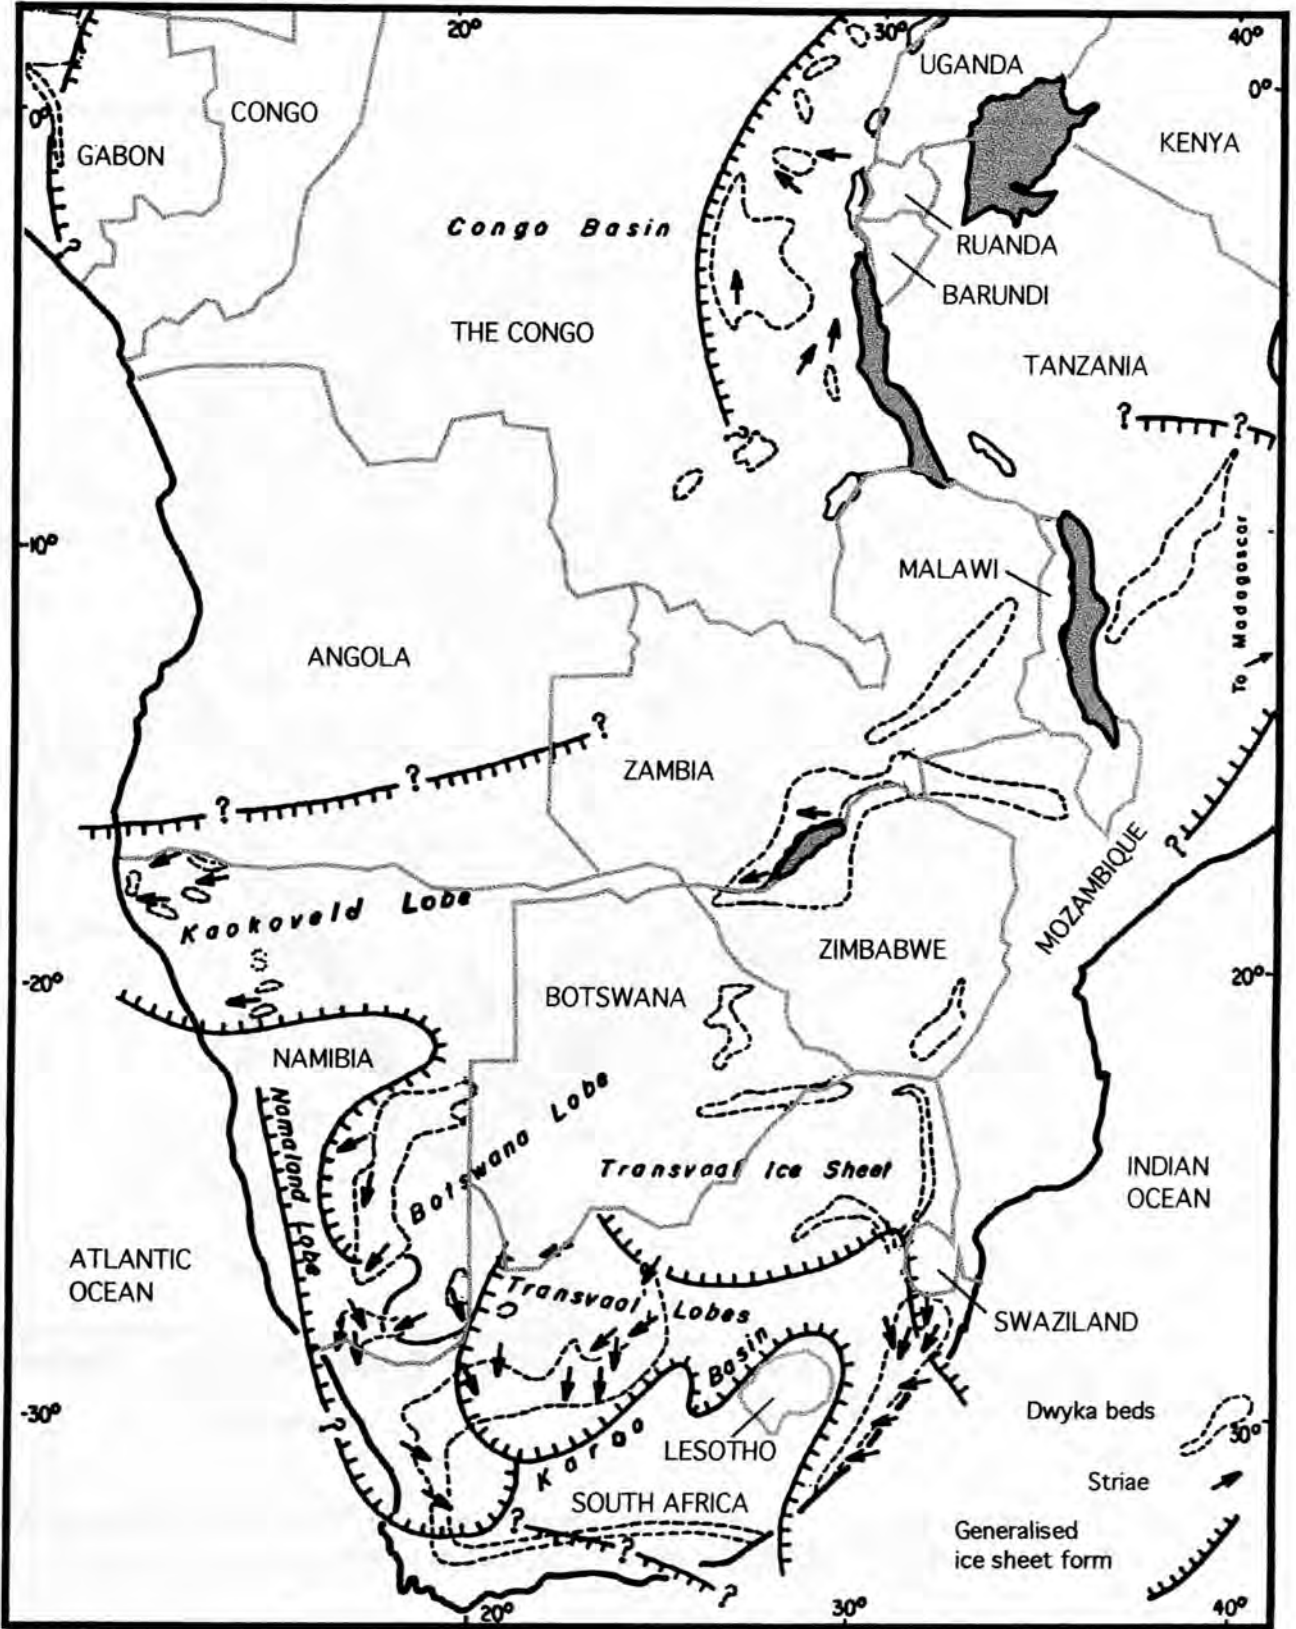 20°
30°
40°
UGANDA
0°
0°
CONGO
GABON
KENYA
Congo Basin
RUANDA
BARUNDI
THE CONGO
TANZANIA
?
?
?
?
-10°
MALAWI
To Madagascar
ANGOLA
?
ZAMBIA
?
?
?
MOZAMBIQUE
Kaokoveld Lobe
ZIMBABWE
-20°
20°
BOTSWANA
NAMIBIA
Namaland Lobe
Botswana Lobe
Transvaal Ice Sheet
INDIAN
OCEAN
ATLANTIC
OCEAN
Transvaal Lobes
SWAZILAND
Karoo Basin
-30°
?
LESOTHO
Dwyka beds
30°
Striae
SOUTH AFRICA
?
Generalised
ice sheet form
?
?
?
20°
30°
40°